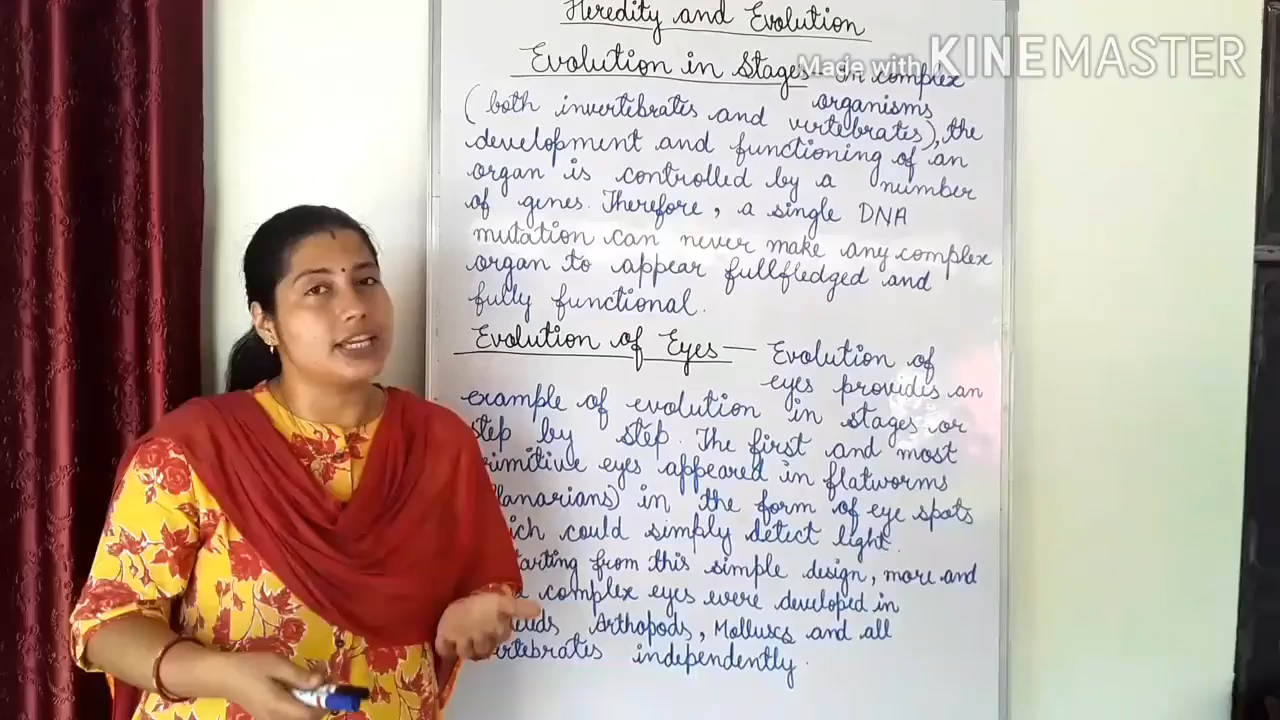 Heredity and Evolution
Made with KINEMASTER
Evolution in Stages - In complex
organisms
(both invertebrates and vertebrates), the
development and functioning of an
organ is controlled by a number
of genes. Therefore, a single DNA
mutation can never make any complex
organ to appear fullfledged and
fully functional.
Evolution of Eyes — Evolution of
eyes provides an
example of evolution in stages or
step by step. The first and most
rimitive eyes appeared in flatworms
lanarians) in the form of eye spots
ich could simply detect light.
tarting from this simple design, more and
complex eyes were developed in
Arthopods, Molluscs and all
ertebrates independently.